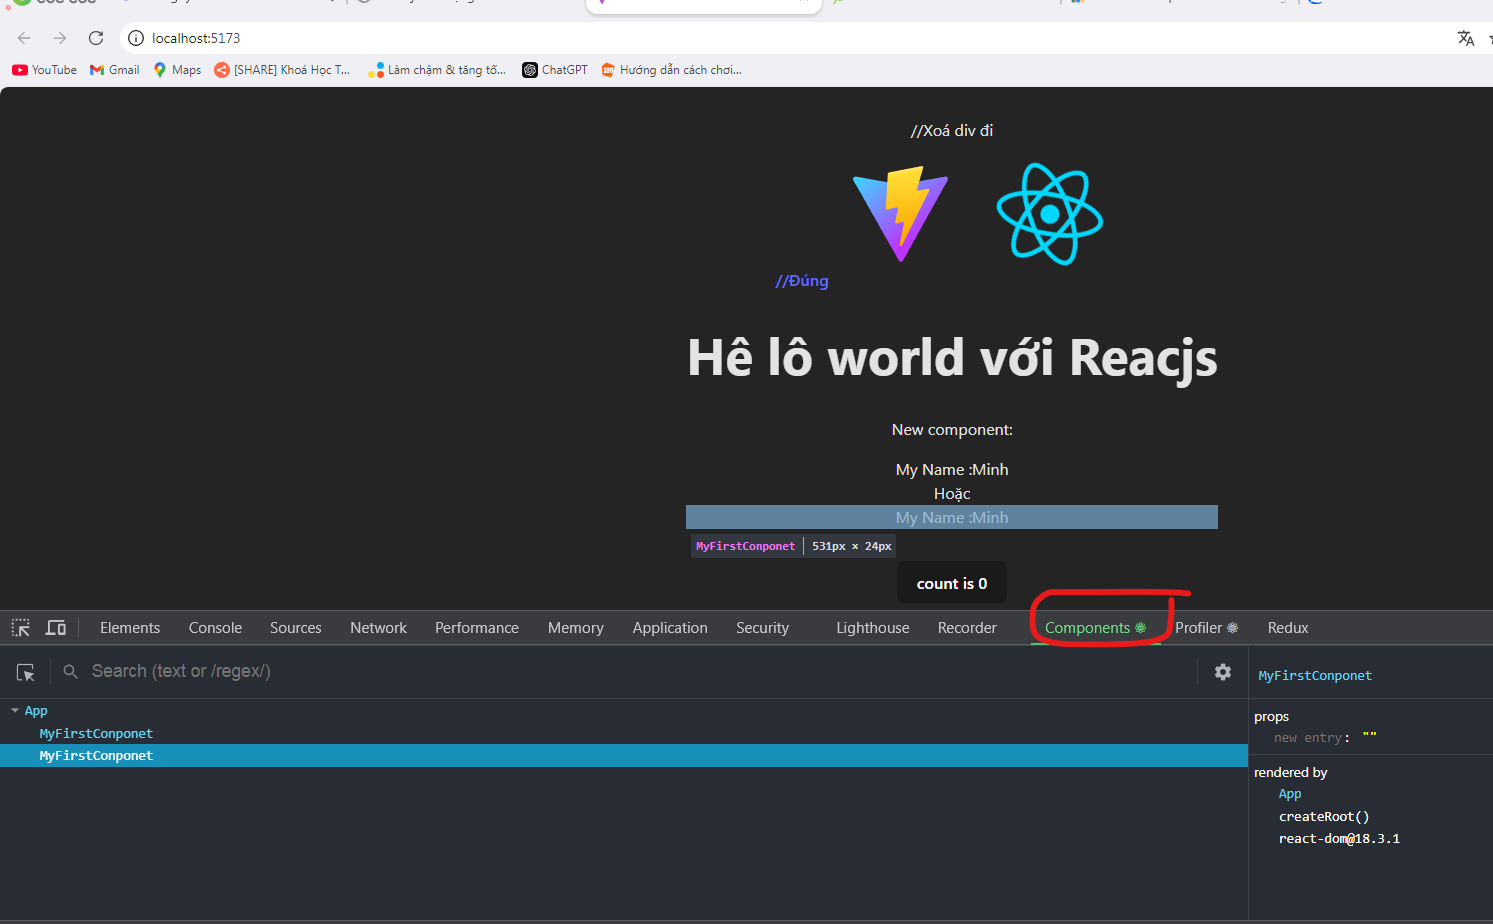 localhost:5173
YouTube Gmail Maps [SHARE] Khoá Học T... Làm chậm & tăng tố... ChatGPT Hướng dẫn cách chơi...
//Xoá div đi
//Đúng
Hê lô world với Reacjs
New component:
My Name :Minh
Hoặc
My Name :Minh
MyFirstConponet 531px × 24px
count is 0
Elements Console Sources Network Performance Memory Application Security Lighthouse Recorder Components Profiler Redux
Search (text or /regex/)
App
MyFirstConponet
MyFirstConponet
MyFirstConponet
props
new entry: ""
rendered by
App
createRoot()
react-dom@18.3.1